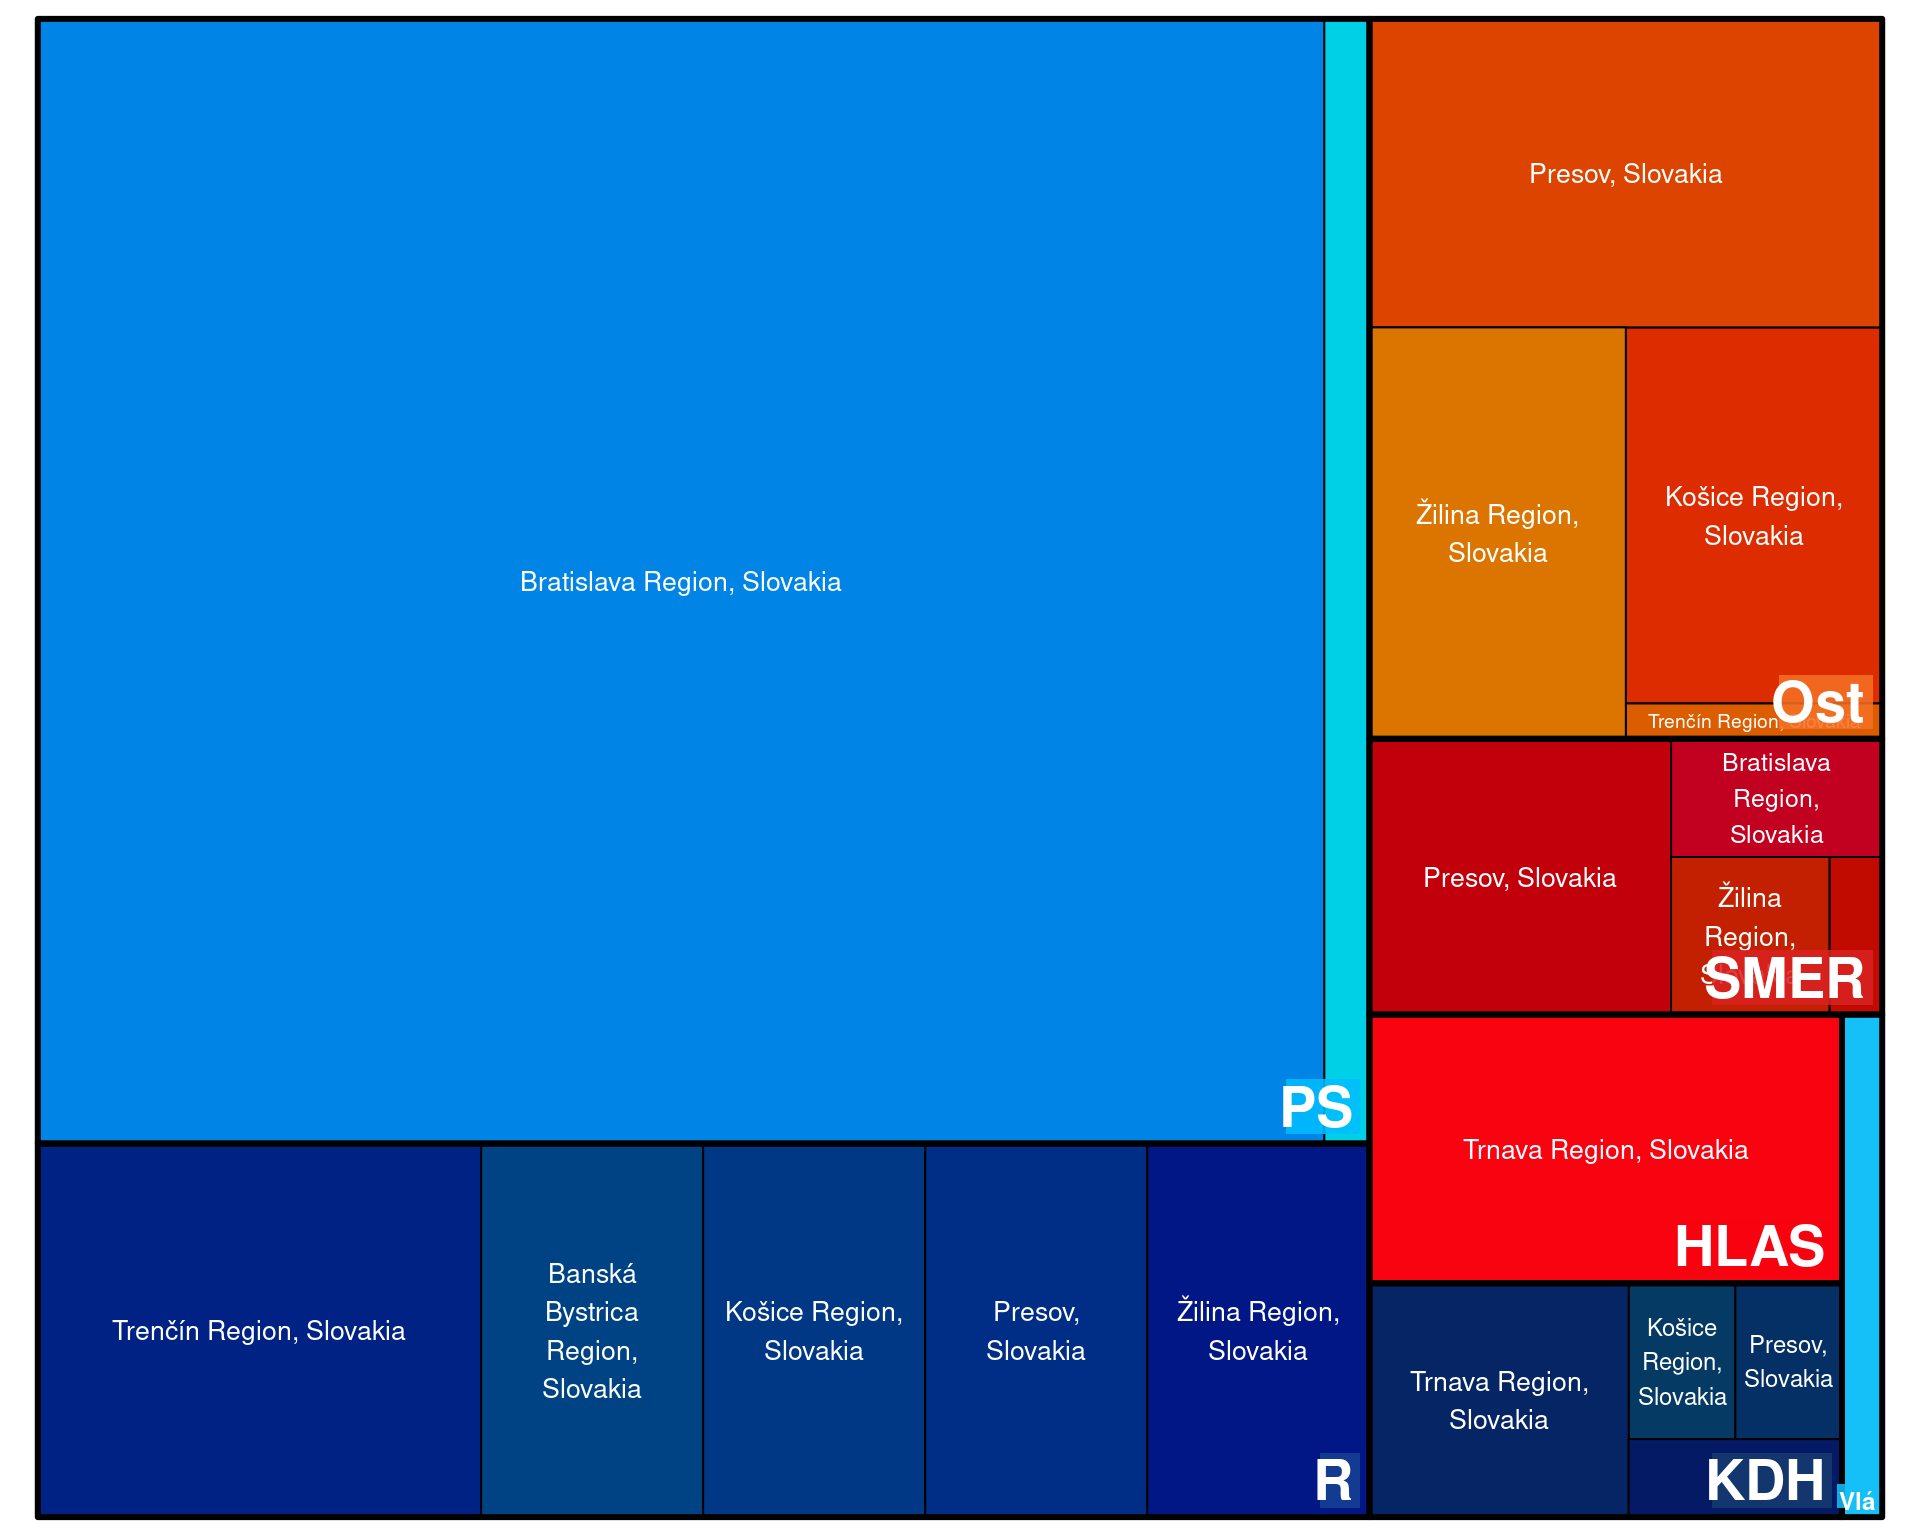 Bratislava Region, Slovakia
PS
Trenčín Region, Slovakia
Banská
Bystrica
Region,
Slovakia
Košice Region,
Slovakia
Presov,
Slovakia
Žilina Region,
Slovakia
R
Presov, Slovakia
Žilina Region,
Slovakia
Košice Region,
Slovakia
Trenčín Region, Slovakia
Ost
Presov, Slovakia
Bratislava
Region,
Slovakia
Žilina
Region,
SMER
Trnava Region, Slovakia
HLAS
Trnava Region,
Slovakia
Košice
Region,
Slovakia
Presov,
Slovakia
KDH
Vlá